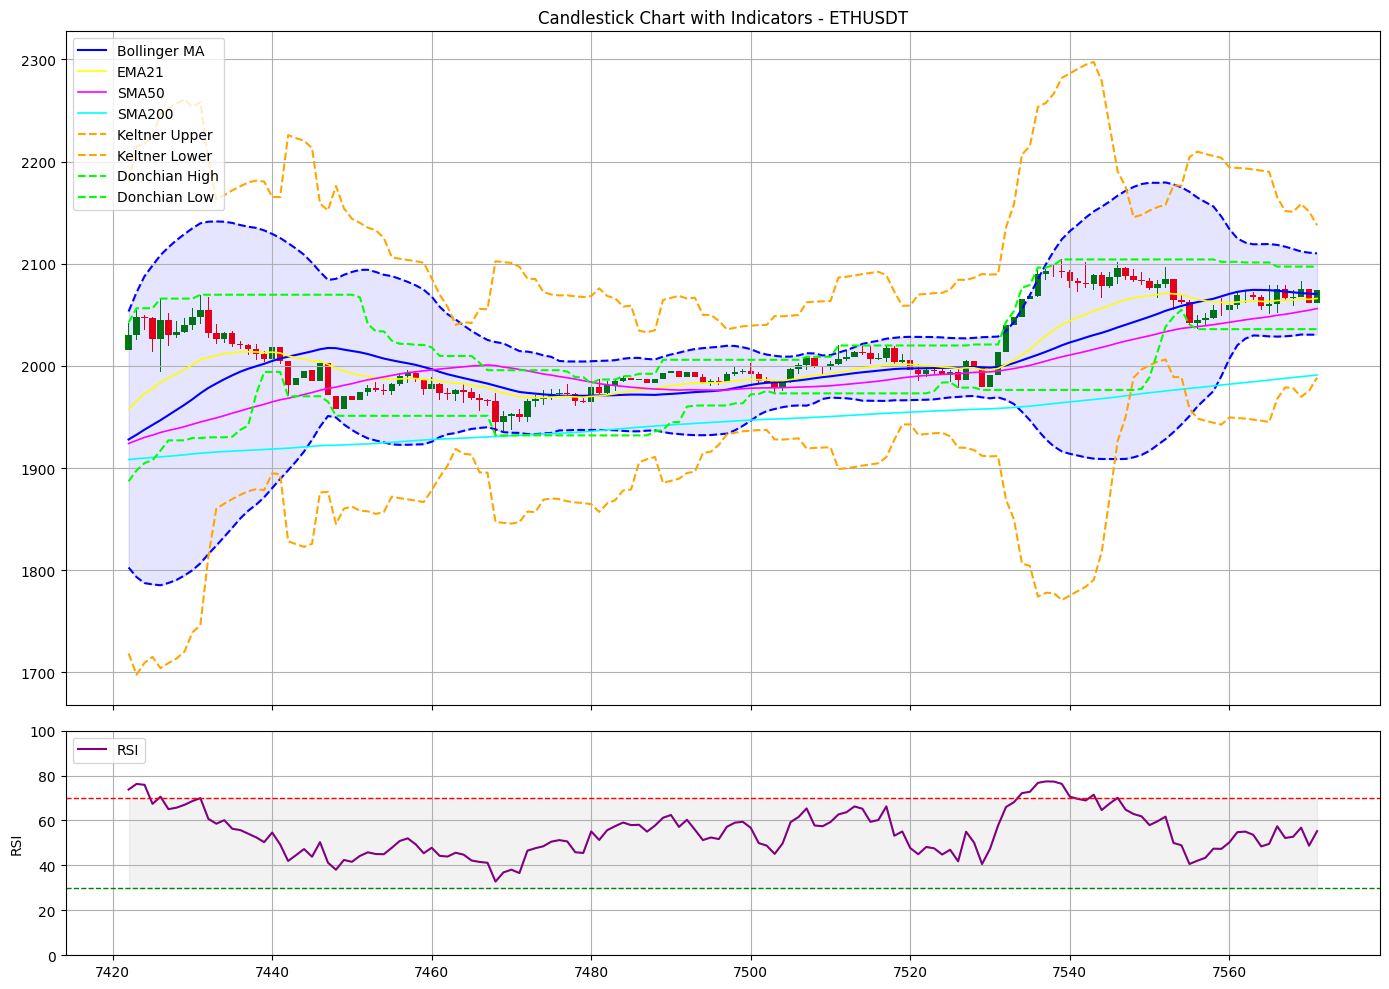 Candlestick Chart with Indicators - ETHUSDT
Bollinger MA
EMA21
SMA50
SMA200
Keltner Upper
Keltner Lower
Donchian High
Donchian Low
2300
2200
2100
2000
1900
1800
1700
RSI
100
80
60
40
20
0
RSI
7420
7440
7460
7480
7500
7520
7540
7560